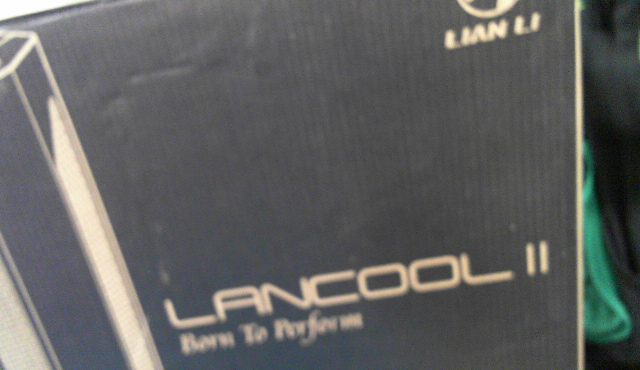 LIAN LI
LANCOOL II
Born To Perform